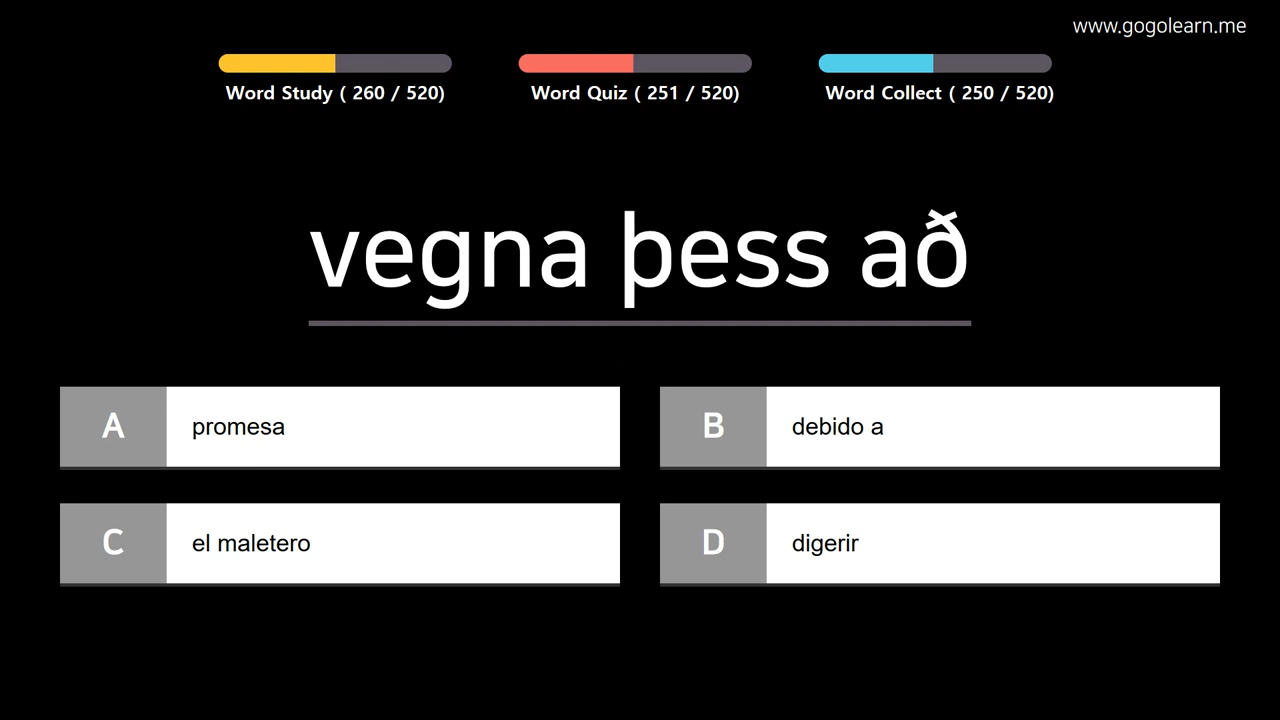 www.gogolearn.me
Word Study ( 260 / 520)
Word Quiz ( 251 / 520)
Word Collect ( 250 / 520)
vegna þess að
A promesa
B debido a
C el maletero
D digerir